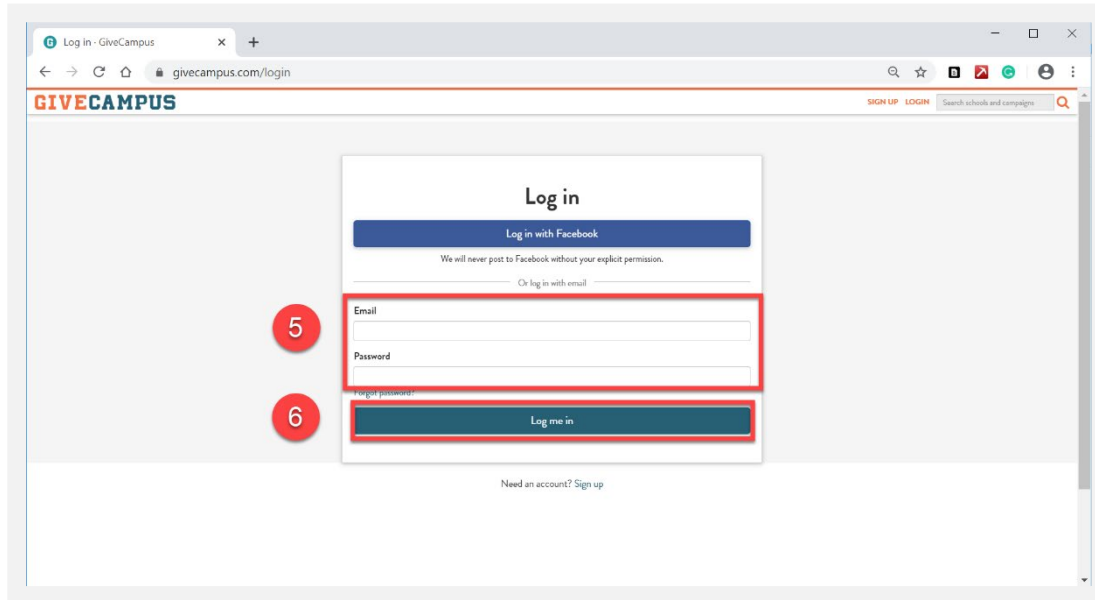 Log in - GiveCampus
givecampus.com/login
GIVECAMPUS
SIGN UP LOGIN Search schools and campaigns
Log in
Log in with Facebook
We will never post to Facebook without your explicit permission.
Or log in with email
Email
5
Password
Forgot password?
6
Log me in
Need an account? Sign up